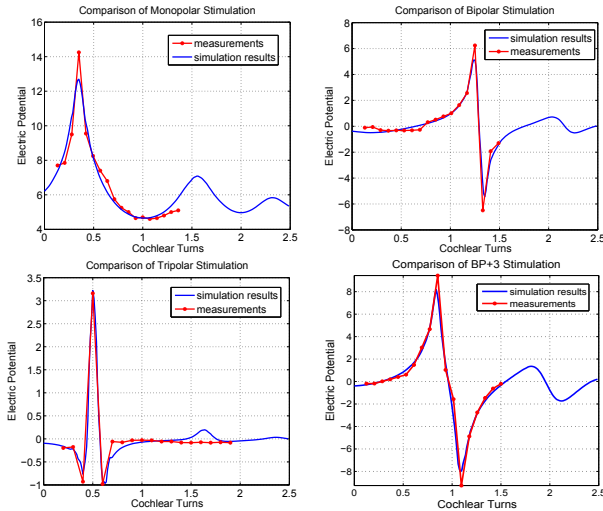 Comparison of Monopolar Stimulation
16
14
12
10
8
6
4
Electric Potential
measurements
simulation results
0 0.5 1 1.5 2 2.5
Cochlear Turns
Comparison of Bipolar Stimulation
8
6
4
2
0
−2
−4
−6
−8
Electric Potential
simulation results
measurements
0 0.5 1 1.5 2 2.5
Cochlear Turns
Comparison of Tripolar Stimulation
3.5
3
2.5
2
1.5
1
0.5
0
−0.5
−1
Electric Potential
simulation results
measurements
0 0.5 1.0 1.5 2.0 2.5
Cochlear Turns
Comparison of BP+3 Stimulation
8
6
4
2
0
−2
−4
−6
−8
Electric Potential
simulation results
measurements
0 0.5 1.0 1.5 2.0 2.5
Cochlear Turns